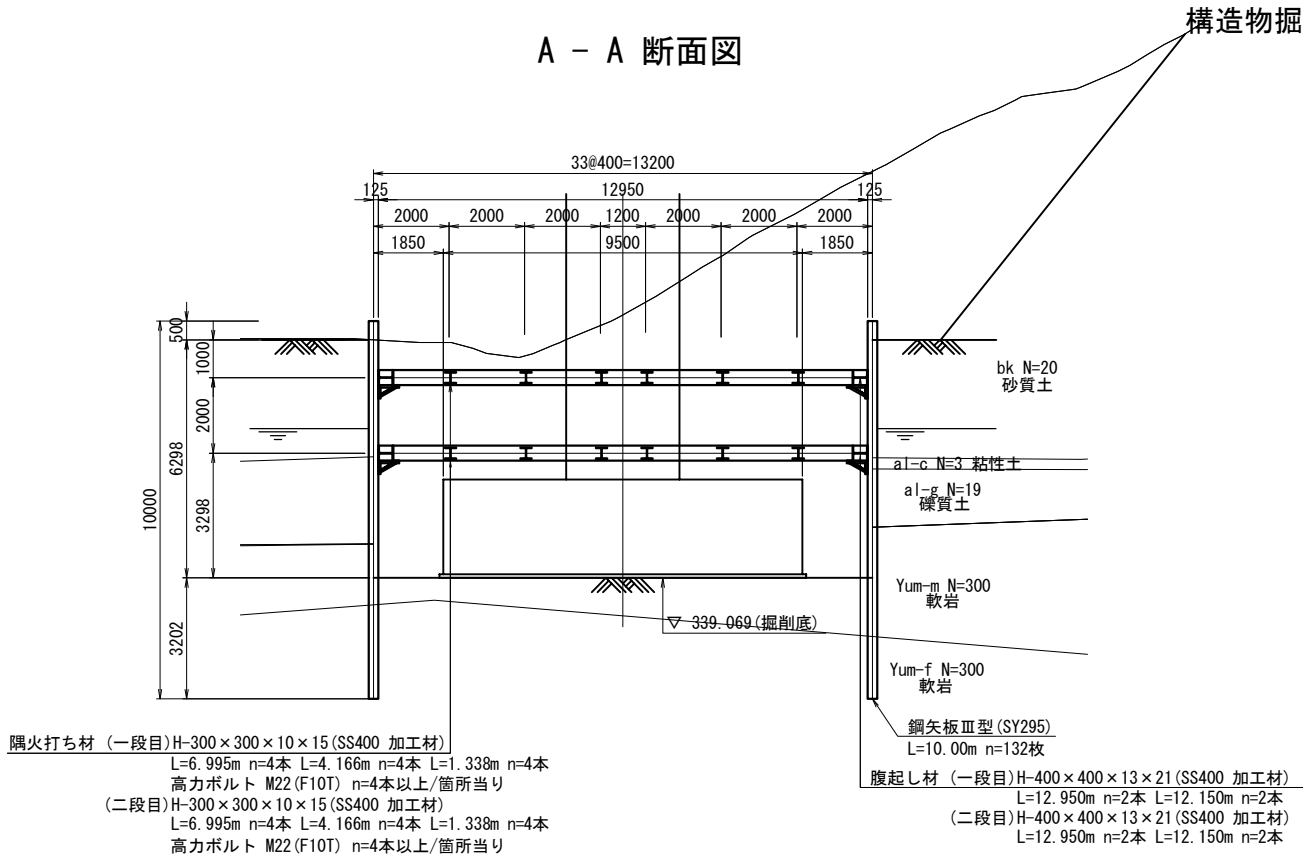 構造物掘
A - A 断面図
33@400=13200
125
12950
125
2000
2000
2000
1200
2000
2000
2000
1850
9500
1850
500
1000
2000
6298
3298
10000
3202
bk N=20
砂質土
al-c N=3 粘性土
al-g N=19
礫質土
Yum-m N=300
軟岩
▽ 339.069(掘削底)
Yum-f N=300
軟岩
鋼矢板Ⅲ型(SY295)
L=10.00m n=132枚
隅火打ち材 (一段目)H-300×300×10×15(SS400 加工材)
L=6.995m n=4本 L=4.166m n=4本 L=1.338m n=4本
高力ボルト M22(F10T) n=4本以上/箇所当り
(二段目)H-300×300×10×15(SS400 加工材)
L=6.995m n=4本 L=4.166m n=4本 L=1.338m n=4本
高力ボルト M22(F10T) n=4本以上/箇所当り
腹起し材 (一段目)H-400×400×13×21(SS400 加工材)
L=12.950m n=2本 L=12.150m n=2本
(二段目)H-400×400×13×21(SS400 加工材)
L=12.950m n=2本 L=12.150m n=2本